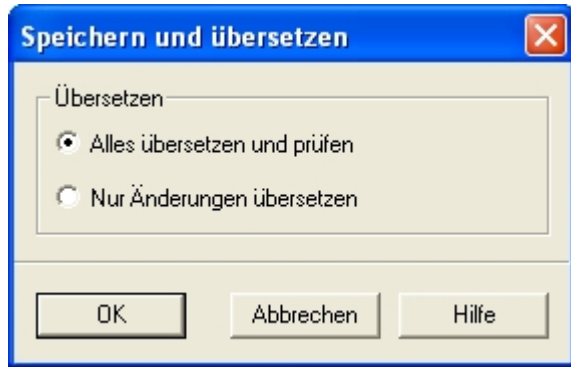 Speichern und übersetzen
Übersetzen
Alles übersetzen und prüfen
Nur Änderungen übersetzen
OK Abbrechen Hilfe